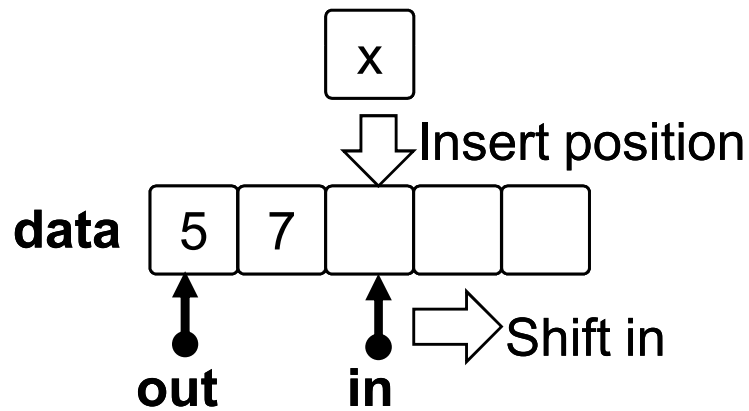 x
Insert position
data 5 7
Shift in
out in